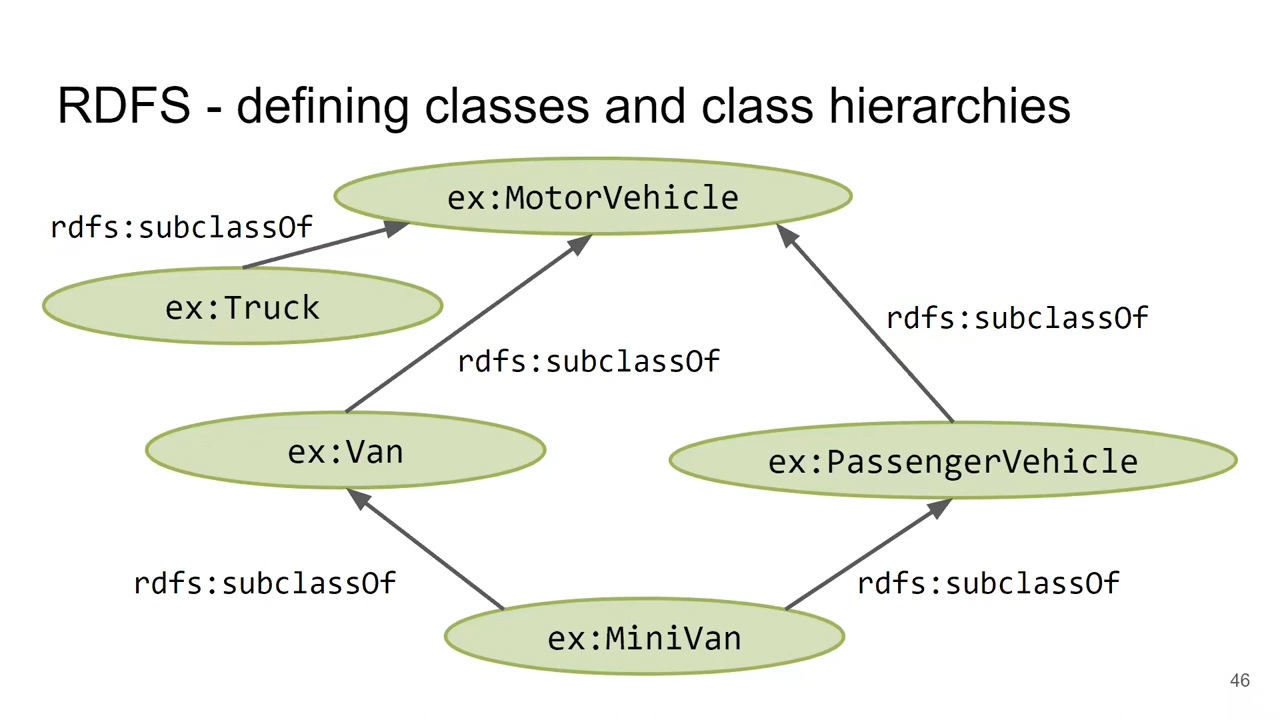 RDFS - defining classes and class hierarchies
ex:MotorVehicle
rdfs:subclassOf
ex:Truck
rdfs:subclassOf
rdfs:subclassOf
ex:Van
ex:PassengerVehicle
rdfs:subclassOf
rdfs:subclassOf
ex:MiniVan
46